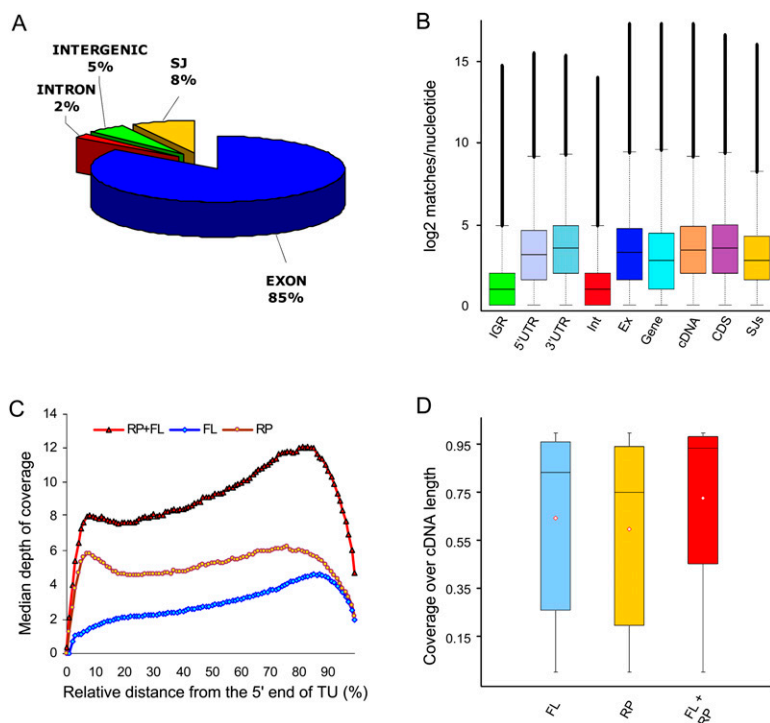 A
INTERGENIC
5%
SJ
8%
INTRON
2%
EXON
85%
B
log2 matches/nucleotide
15
10
5
0
IGR
5'UTR
3'UTR
Int
Ex
Gene
cDNA
CDS
SJs
C
Median depth of coverage
14
12
10
8
6
4
2
0
RP+FL
FL
RP
0
10
20
30
40
50
60
70
80
90
Relative distance from the 5' end of TU (%)
D
Coverage over cDNA length
0.95
0.75
0.55
0.35
0.15
FL
RP
FL +
RP